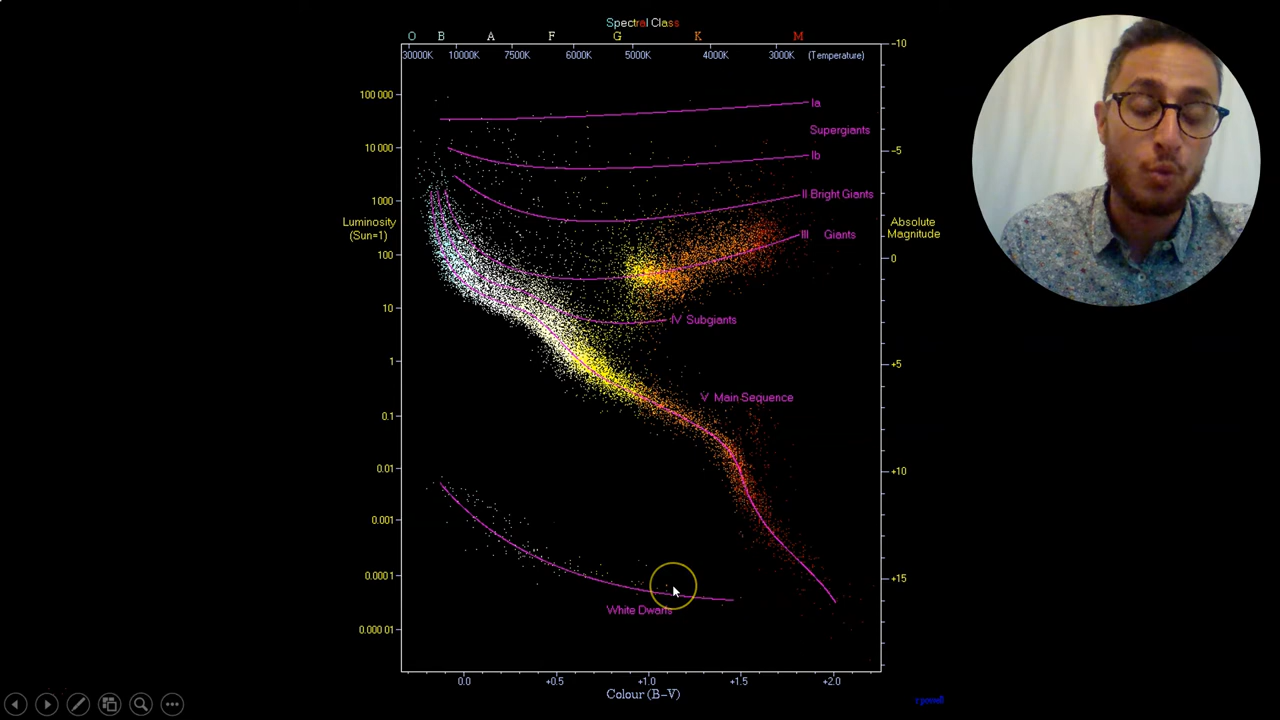 Spectral Class
O B A F G K M
30000K 10000K 7500K 6000K 5000K 4000K 3000K (Temperature)
-10
100 000
Ia
Supergiants
10 000
Ib
-5
1000
II Bright Giants
Luminosity
(Sun=1)
Absolute
Magnitude
III Giants
100
0
10
IV Subgiants
1
+5
V Main Sequence
0.1
0.01
+10
0.001
0.0001
+15
White Dwarfs
0.000 01
0.0 +0.5 +1.0 +1.5 +2.0
Colour (B-V)